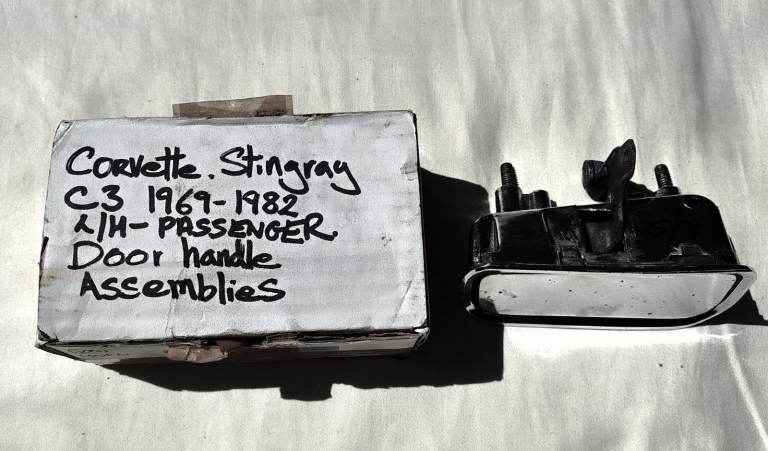 Corvette. Stingray
C3 1969-1982
L/H- PASSENGER.
Door handle
Assemblies